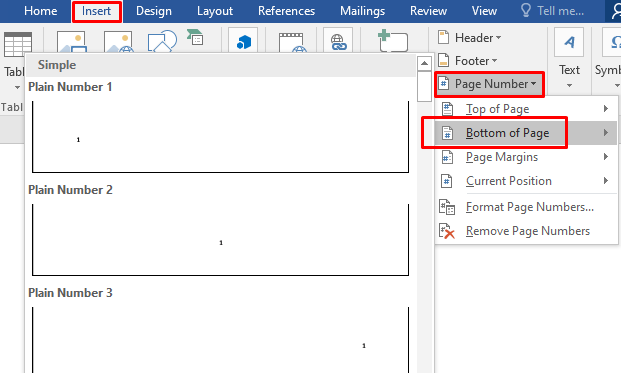 Home Insert Design Layout References Mailings Review View Tell me...
Header
Footer
Page Number
Table
Text
Symb
Simple
Plain Number 1
1
Plain Number 2
1
Plain Number 3
1
Top of Page
Bottom of Page
Page Margins
Current Position
Format Page Numbers...
Remove Page Numbers